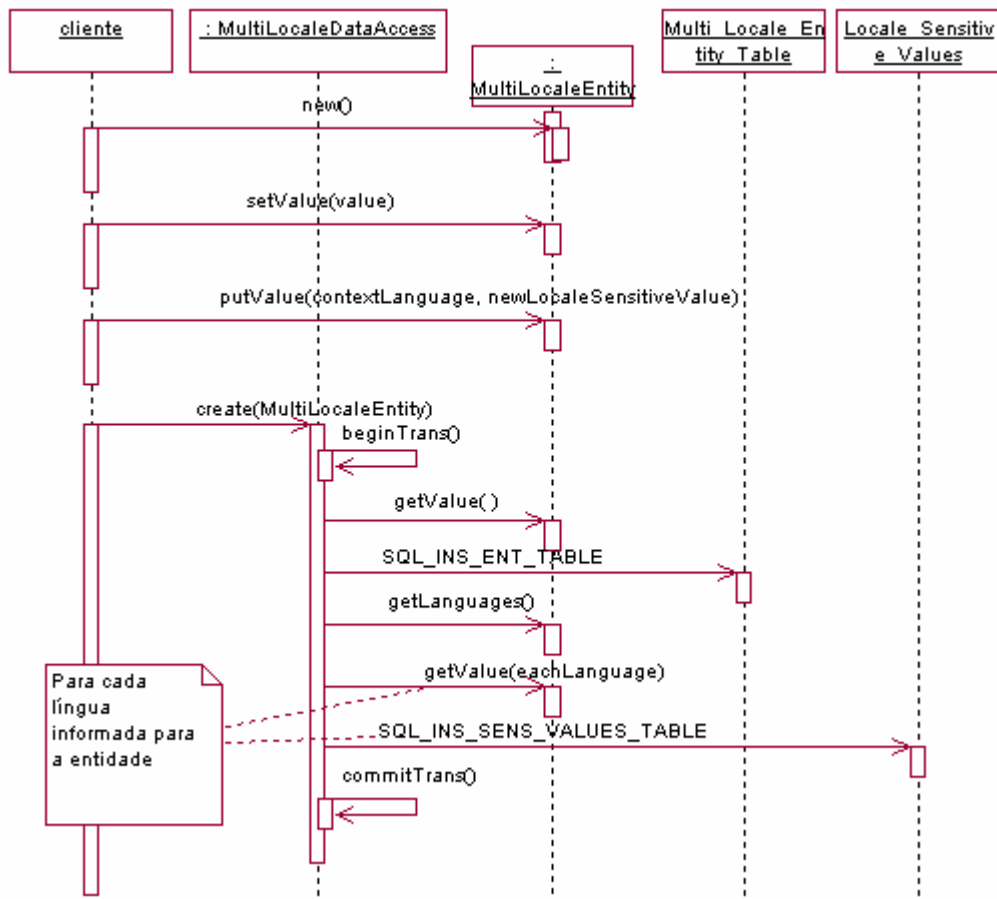 cliente
: MultiLocaleDataAccess
:
MultiLocaleEntity
Multi_Locale_En
tity_Table
Locale_Sensitiv
e_Values
new()
setValue(value)
putValue(contextLanguage, newLocaleSensitiveValue)
create(MultiLocaleEntity)
beginTrans()
getValue( )
SQL_INS_ENT_TABLE
getLanguages()
getValue(eachLanguage)
Para cada
língua
informada para
a entidade
SQL_INS_SENS_VALUES_TABLE
commitTrans()